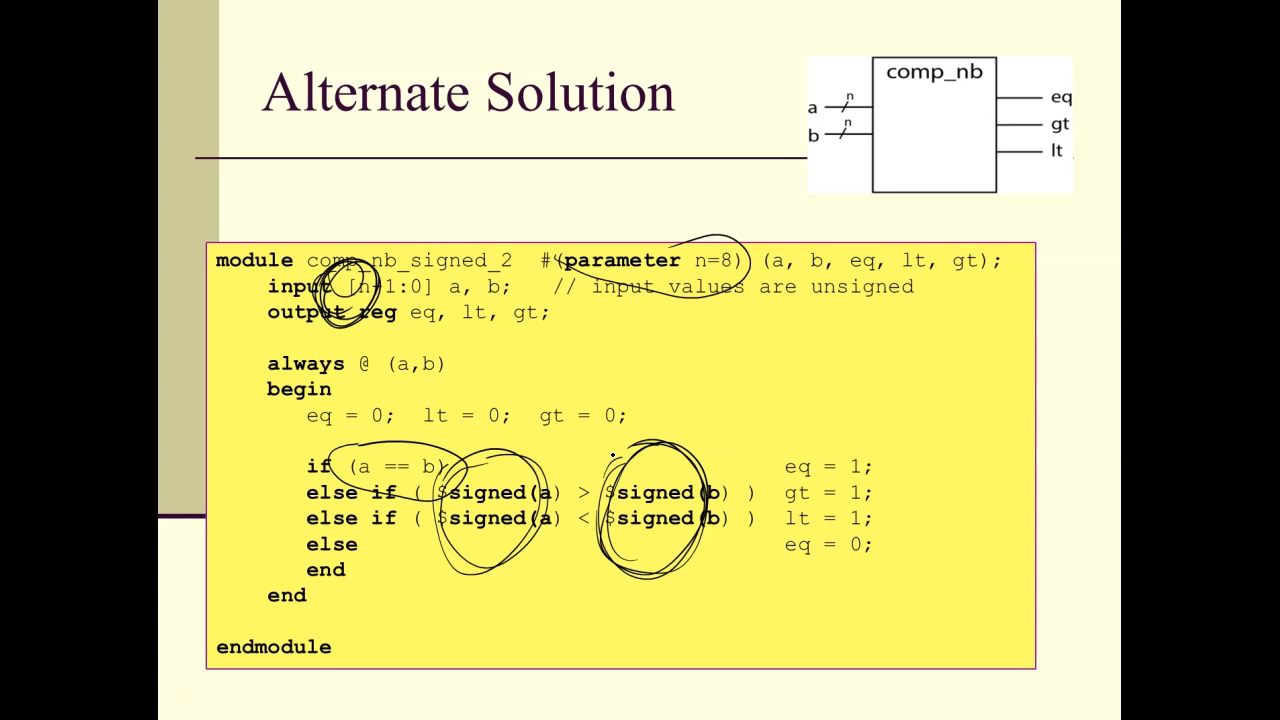 Alternate Solution
comp_nb
a
n
b
n
eq
gt
lt
module comp_nb_signed_2 #(parameter n=8) (a, b, eq, lt, gt);
input [n-1:0] a, b; // input values are unsigned
output reg eq, lt, gt;
always @ (a,b)
begin
eq = 0; lt = 0; gt = 0;
if (a == b) eq = 1;
else if ( $signed(a) > $signed(b) ) gt = 1;
else if ( $signed(a) < $signed(b) ) lt = 1;
else eq = 0;
end
end
endmodule